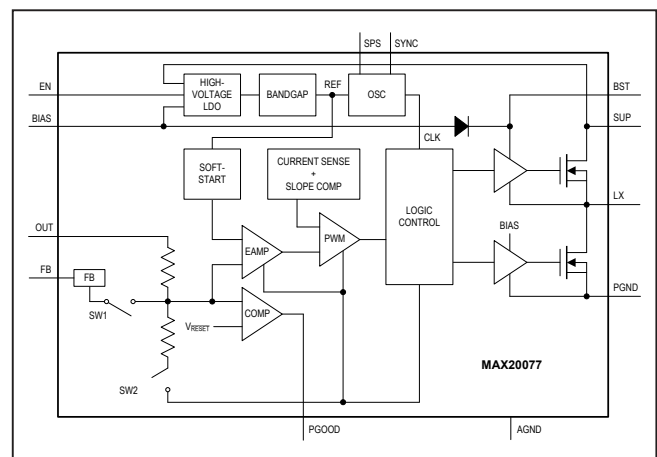 SPS
SYNC
EN
HIGH-
VOLTAGE
LDO
BANDGAP
REF
OSC
BST
BIAS
SUP
CLK
SOFT-
START
CURRENT SENSE
+
SLOPE COMP
LOGIC
CONTROL
LX
OUT
EAMP
PWM
BIAS
FB
FB
SW1
COMP
PGND
VRESET
MAX20077
SW2
PGOOD
AGND